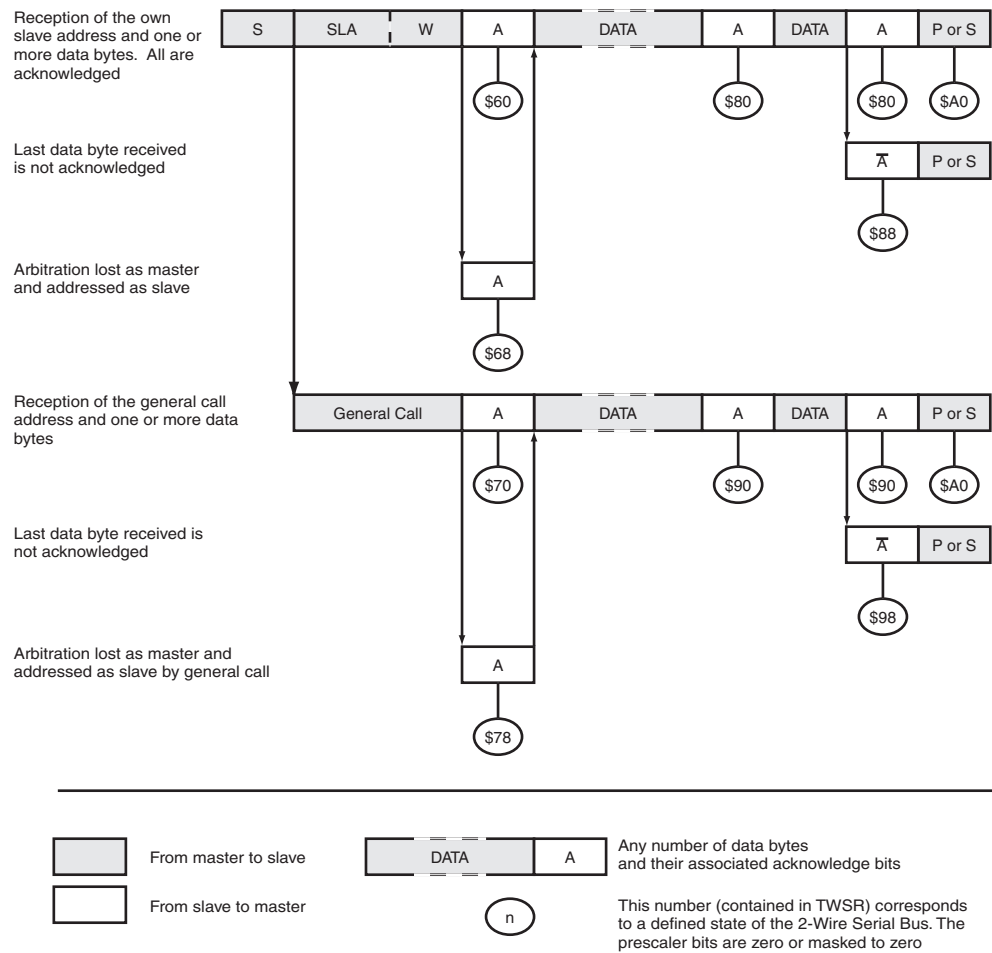 Reception of the own
slave address and one or
more data bytes.  All are
acknowledged
S SLA W A DATA A DATA A P or S
$60 $80 $80 $A0
Last data byte received
is not acknowledged
A̅ P or S
$88
Arbitration lost as master
and addressed as slave
A
$68
Reception of the general call
address and one or more data
bytes
General Call A DATA A DATA A P or S
$70 $90 $90 $A0
Last data byte received is
not acknowledged
A̅ P or S
$98
Arbitration lost as master and
addressed as slave by general call
A
$78
From master to slave
DATA A
Any number of data bytes
and their associated acknowledge bits
From slave to master
n
This number (contained in TWSR) corresponds
to a defined state of the 2-Wire Serial Bus. The
prescaler bits are zero or masked to zero